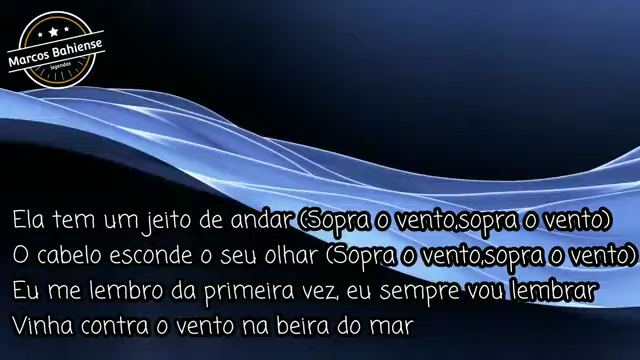 Marcos Bahiense
legendas
Ela tem um jeito de andar (Sopra o vento,sopra o vento)
O cabelo esconde o seu olhar (Sopra o vento,sopra o vento)
Eu me lembro da primeira vez, eu sempre vou lembrar
Vinha contra o vento na beira do mar